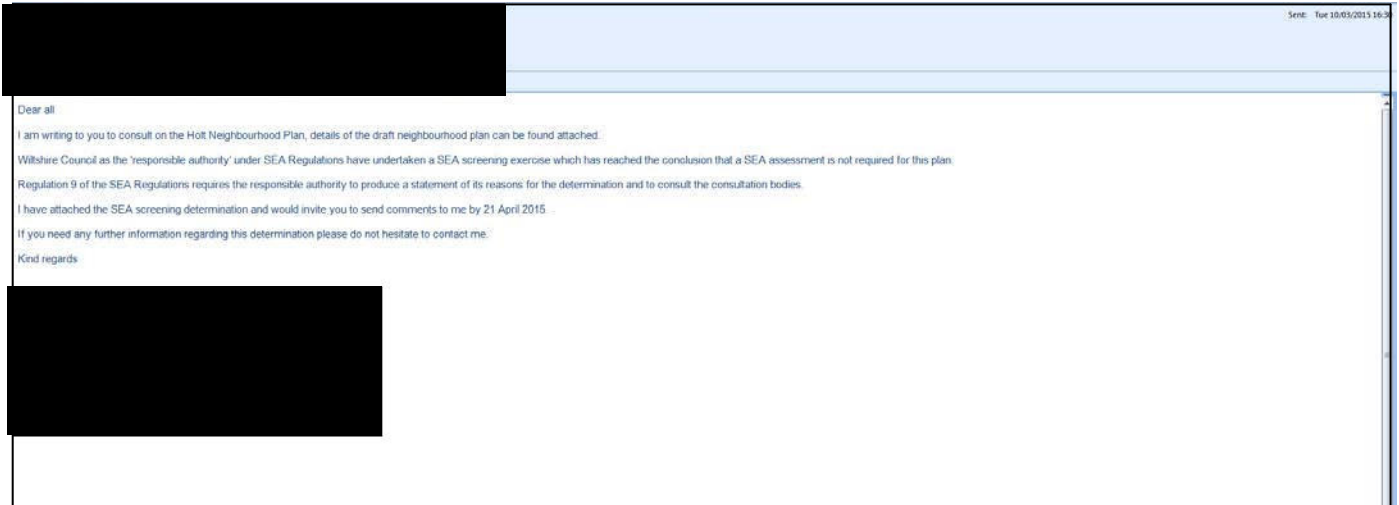 Sent: Tue 10/03/2015 16:3
Dear all
I am writing to you to consult on the Holt Neighbourhood Plan, details of the draft neighbourhood plan can be found attached.
Wiltshire Council as the 'responsible authority' under SEA Regulations have undertaken a SEA screening exercise which has reached the conclusion that a SEA assessment is not required for this plan.
Regulation 9 of the SEA Regulations requires the responsible authority to produce a statement of its reasons for the determination and to consult the consultation bodies.
I have attached the SEA screening determination and would invite you to send comments to me by 21 April 2015.
If you need any further information regarding this determination please do not hesitate to contact me.
Kind regards